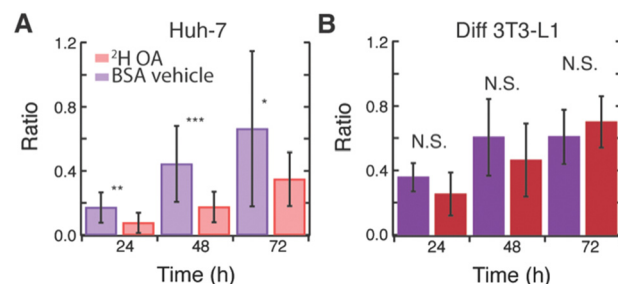 A
Huh-7
1.2
0.8
0.4
0.0
Ratio
²H OA
BSA vehicle
**
***
*
24
48
72
Time (h)
B
Diff 3T3-L1
1.2
0.8
0.4
0.0
Ratio
N.S.
N.S.
N.S.
24
48
72
Time (h)